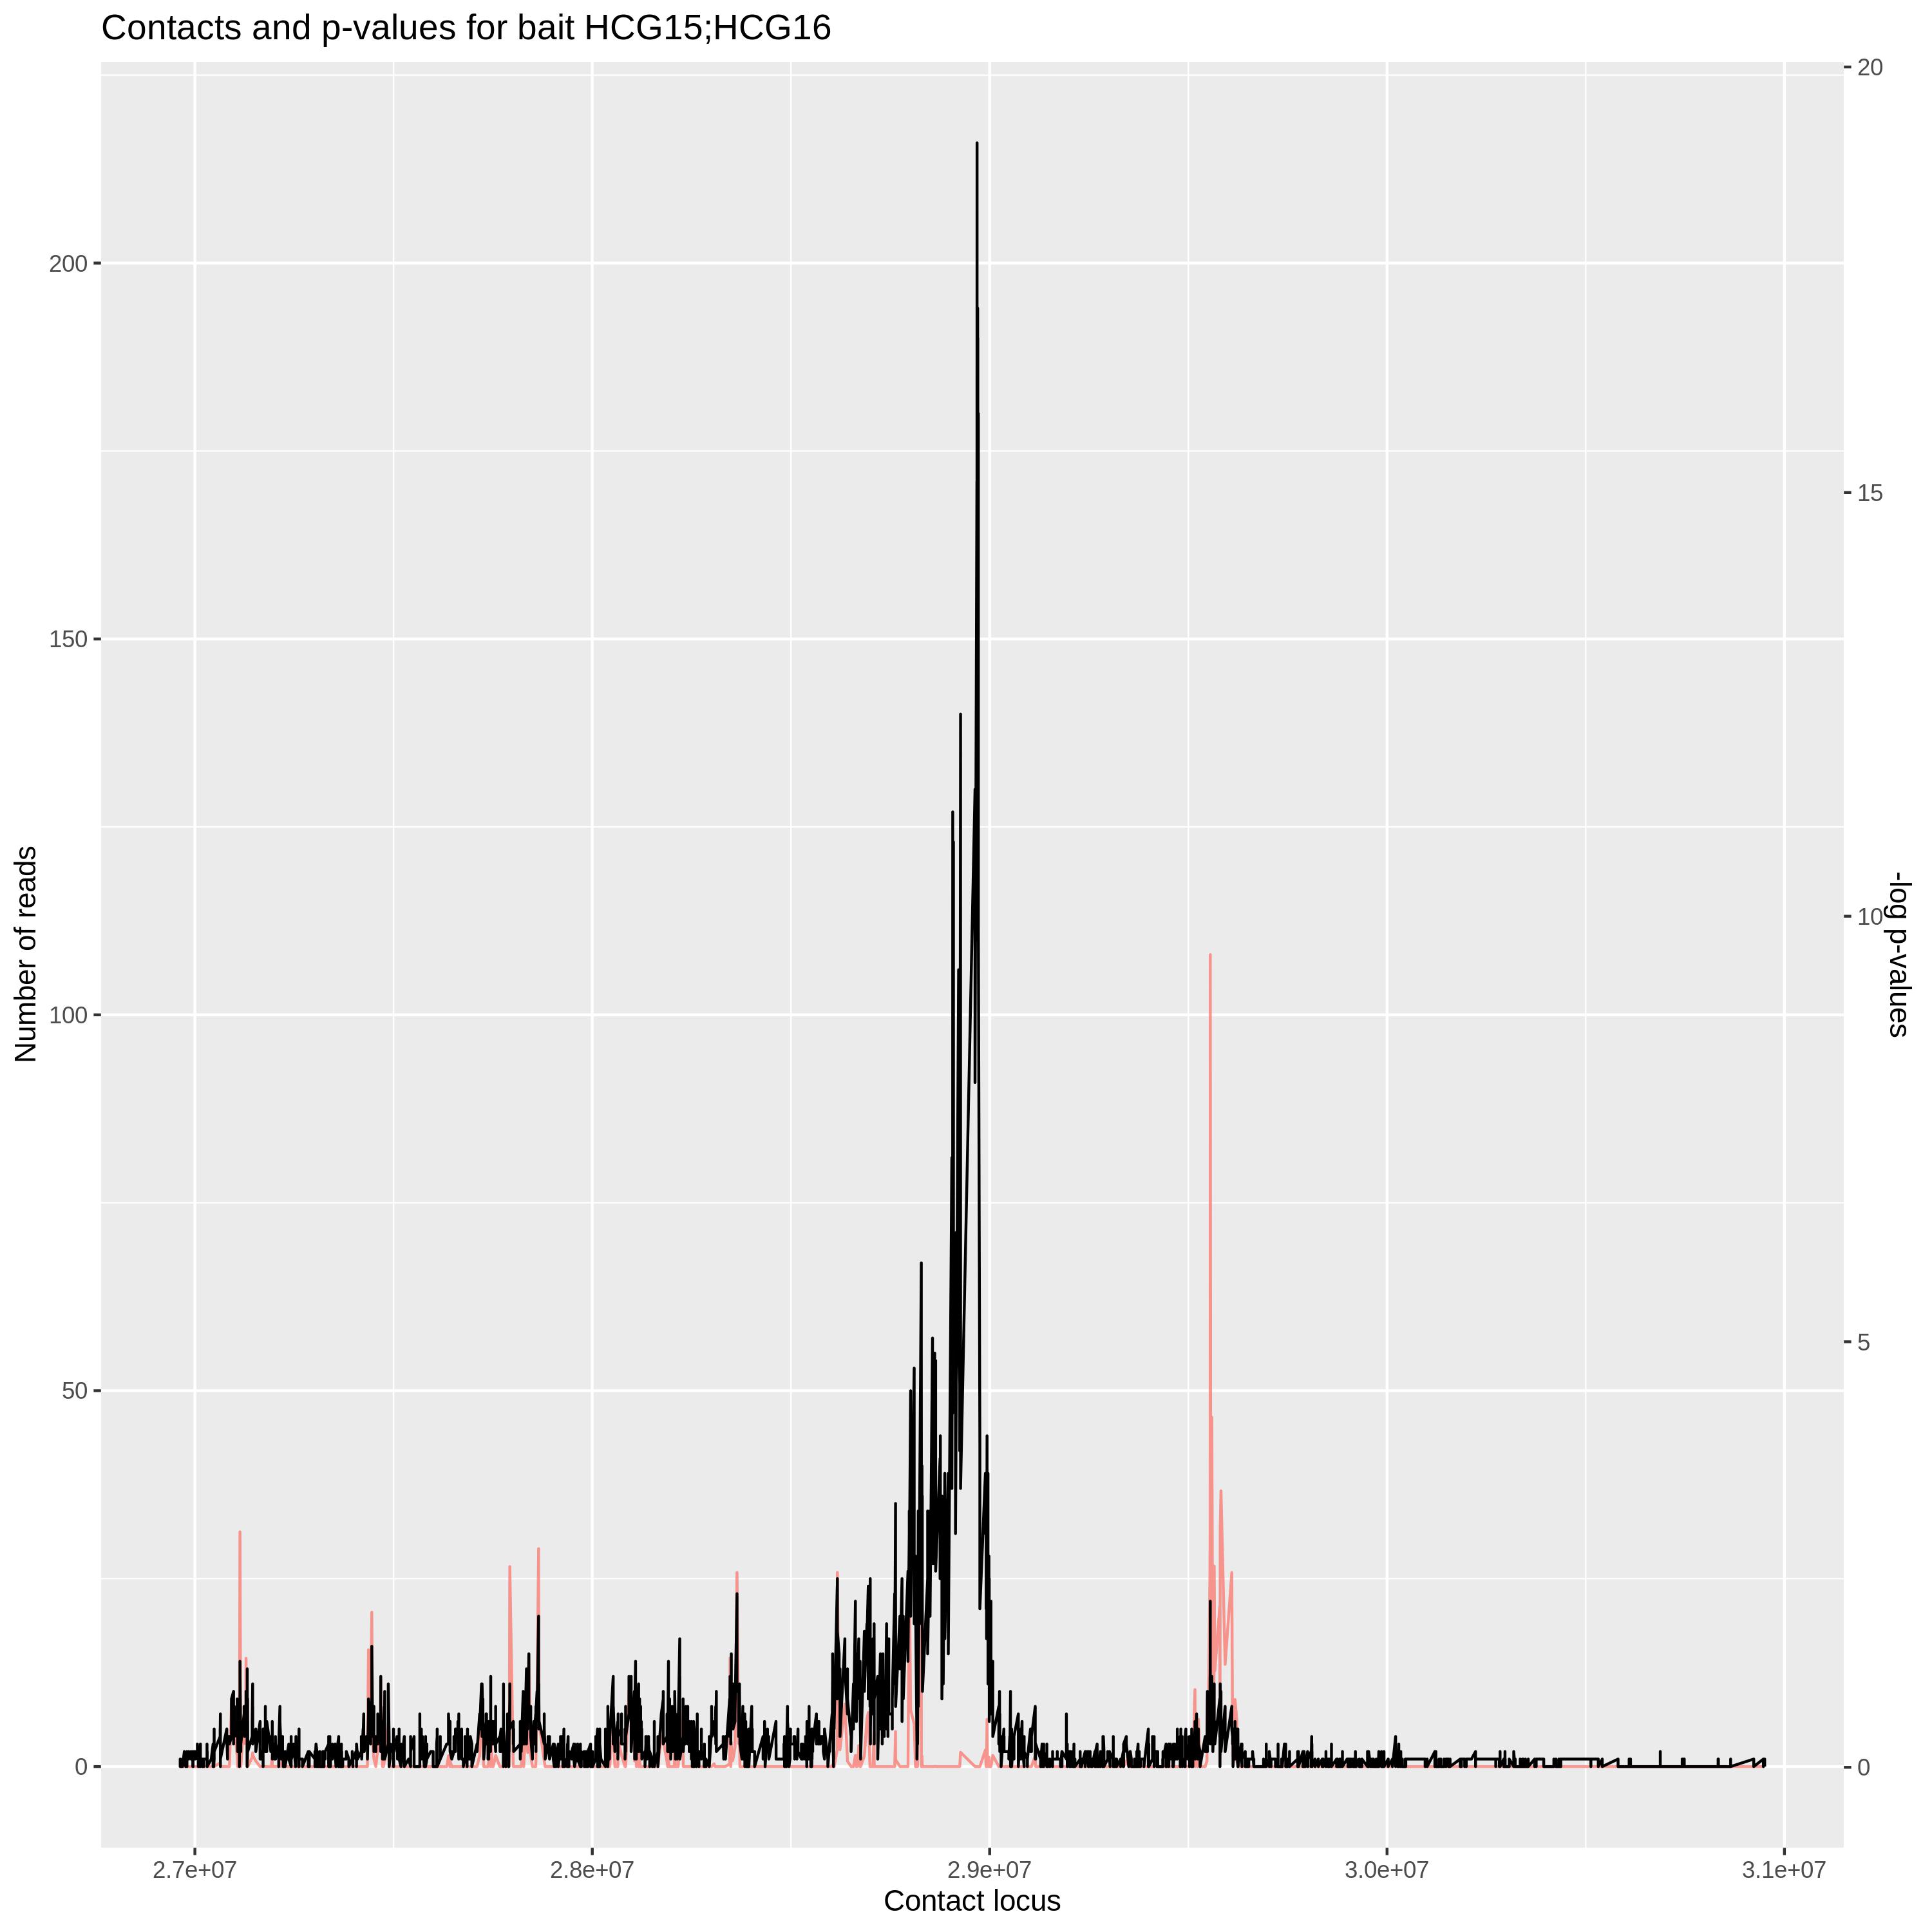 Contacts and p-values for bait HCG15;HCG16
200
150
100
50
0
Number of reads
20
15
10
5
0
-log p-values
2.7e+07
2.8e+07
2.9e+07
3.0e+07
3.1e+07
Contact locus